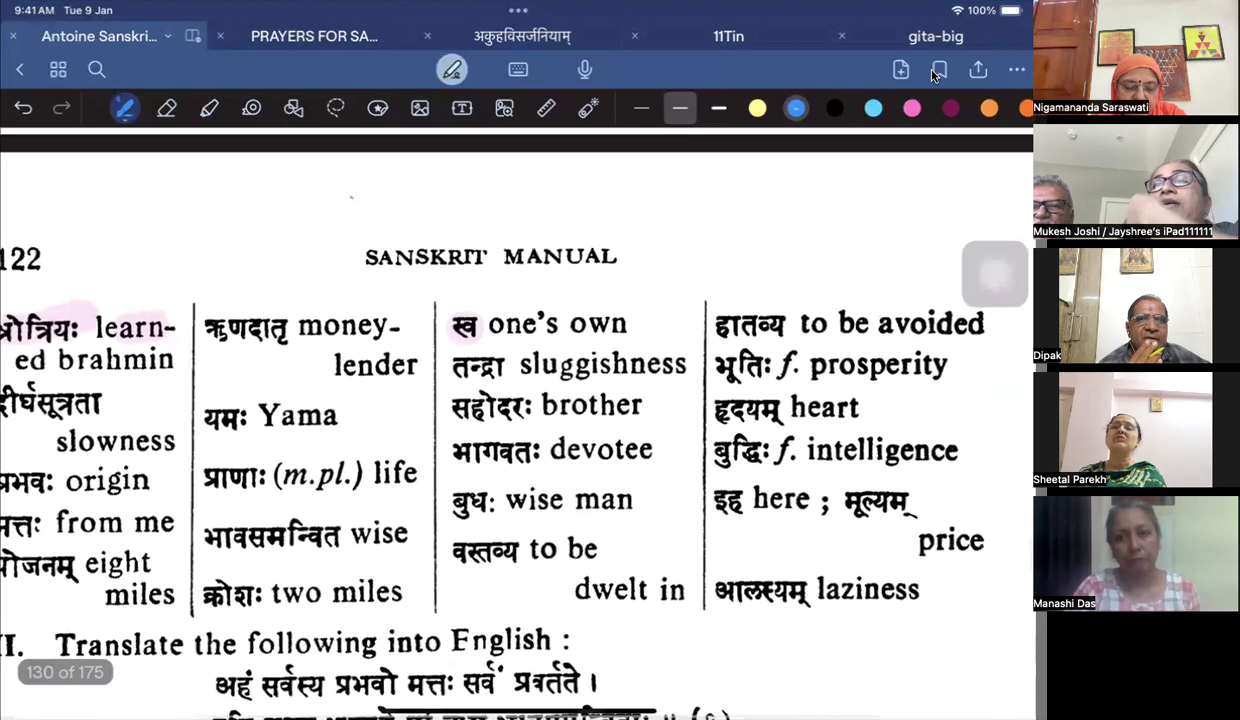 9:41 AM Tue 9 Jan
100%
Antoine Sanskri...
PRAYERS FOR SA...
अकुहविसर्जनियाम्
11Tin
gita-big
122
SANSKRIT MANUAL
श्रोत्रियः learn-
ed brahmin
दीर्घसूत्रता
slowness
प्रभवः origin
मत्तः from me
योजनम् eight
miles
ऋणदातृ money-
lender
यमः Yama
प्राणाः (m.pl.) life
भावसमन्वित wise
क्रोशः two miles
स्व one's own
तन्द्रा sluggishness
सहोदरः brother
भागवतः devotee
बुधः wise man
वस्तव्य to be
dwelt in
हातव्य to be avoided
भूतिः f. prosperity
हृदयम् heart
बुद्धिः f. intelligence
इह here ; मूल्यम्
price
आलस्यम् laziness
II. Translate the following into English :
अहं सर्वस्य प्रभवो मत्तः सर्वं प्रवर्तते ।
130 of 175
Nigamananda Saraswati
Mukesh Joshi / Jayshree's iPad111111
Dipak
Sheetal Parekh
Manashi Das